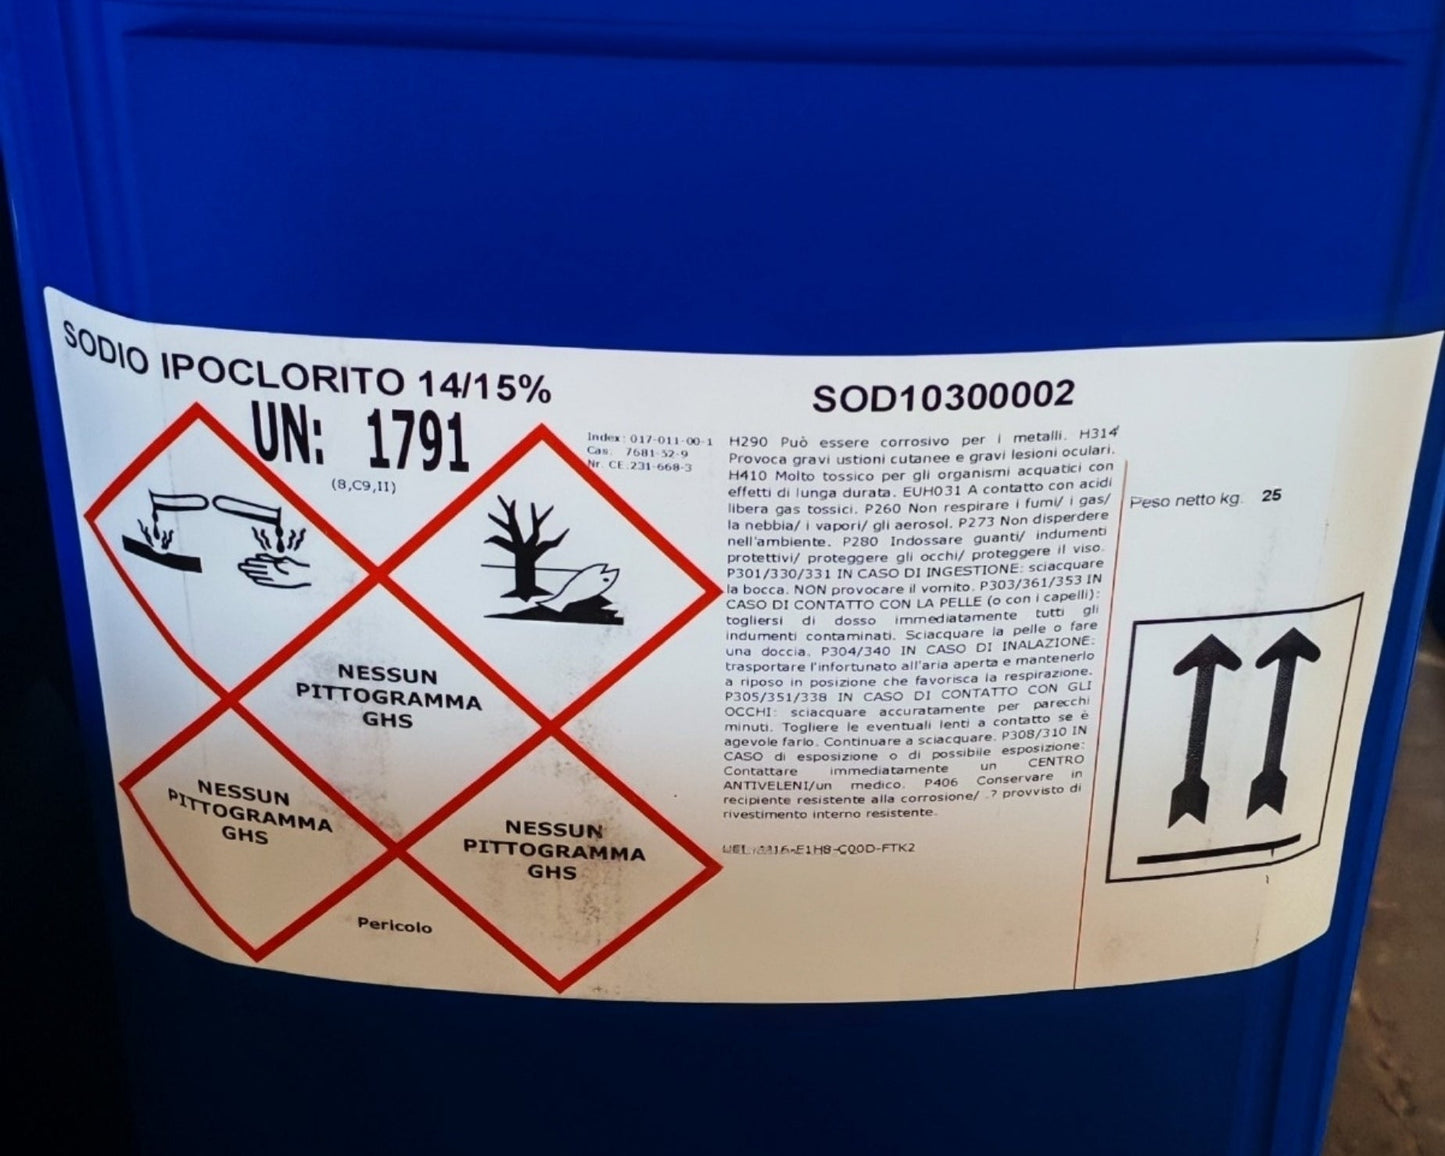 SODIO IPOCLORITO 14/15%
UN: 1791
(8,C9,II)
Index: 017-011-00-1
Cas. 7681-52-9
Nr. CE.231-668-3
NESSUN
PITTOGRAMMA
GHS
NESSUN
PITTOGRAMMA
GHS
NESSUN
PITTOGRAMMA
GHS
Pericolo
SOD10300002
H290 Può essere corrosivo per i metalli. H314
Provoca gravi ustioni cutanee e gravi lesioni oculari.
H410 Molto tossico per gli organismi acquatici con
effetti di lunga durata. EUH031 A contatto con acidi
libera gas tossici. P260 Non respirare i fumi/ i gas/
la nebbia/ i vapori/ gli aerosol. P273 Non disperdere
nell'ambiente. P280 Indossare guanti/ indumenti
protettivi/ proteggere gli occhi/ proteggere il viso.
P301/330/331 IN CASO DI INGESTIONE: sciacquare
la bocca. NON provocare il vomito. P303/361/353 IN
CASO DI CONTATTO CON LA PELLE (o con i capelli):
togliersi di dosso immediatamente tutti gli
indumenti contaminati. Sciacquare la pelle o fare
una doccia. P304/340 IN CASO DI INALAZIONE:
trasportare l'infortunato all'aria aperta e mantenerlo
a riposo in posizione che favorisca la respirazione.
P305/351/338 IN CASO DI CONTATTO CON GLI
OCCHI: sciacquare accuratamente per parecchi
minuti. Togliere le eventuali lenti a contatto se è
agevole farlo. Continuare a sciacquare. P308/310 IN
CASO di esposizione o di possibile esposizione:
Contattare immediatamente un CENTRO
ANTIVELENI/un medico. P406 Conservare in
recipiente resistente alla corrosione/ .? provvisto di
rivestimento interno resistente.
Peso netto kg. 25